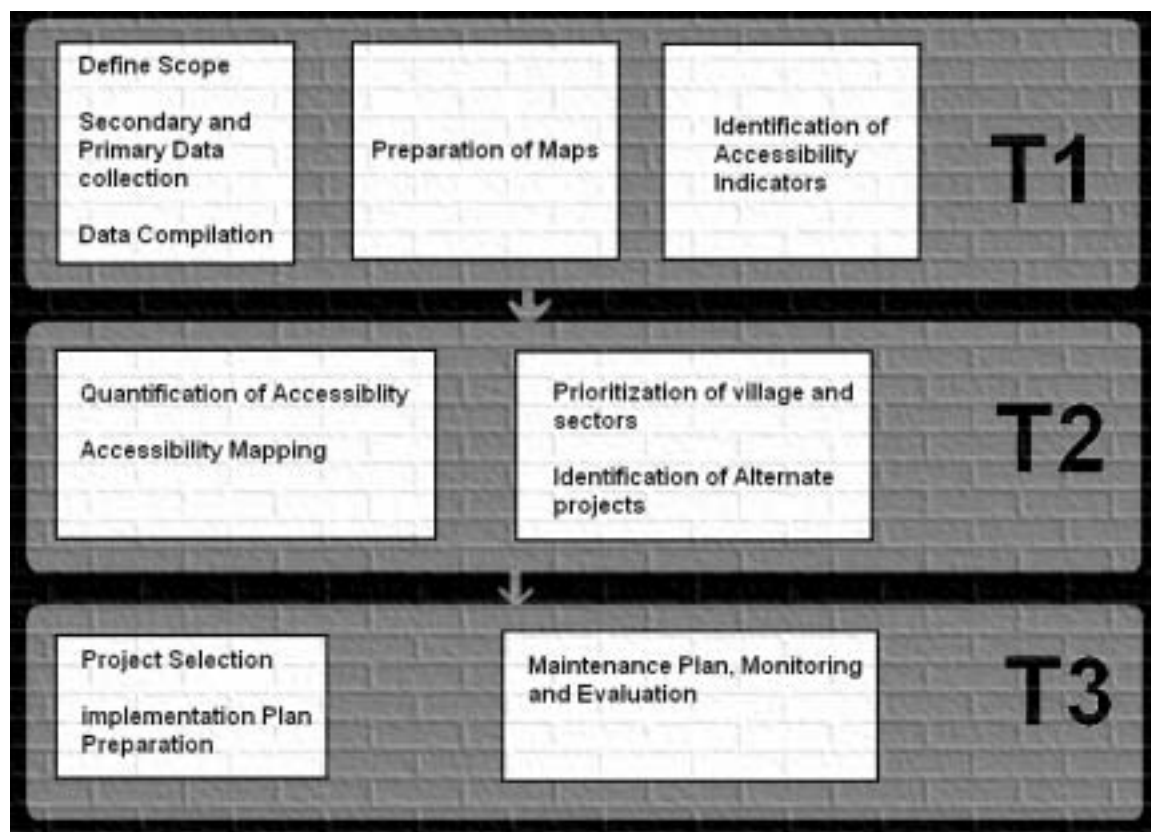 Define Scope
Secondary and
Primary Data
collection
Data Compilation
Preparation of Maps
Identification of
Accessibility
Indicators
T1
Quantification of Accessiblity
Accessibility Mapping
Prioritization of village and
sectors
Identification of Alternate
projects
T2
Project Selection
implementation Plan
Preparation
Maintenance Plan, Monitoring
and Evaluation
T3